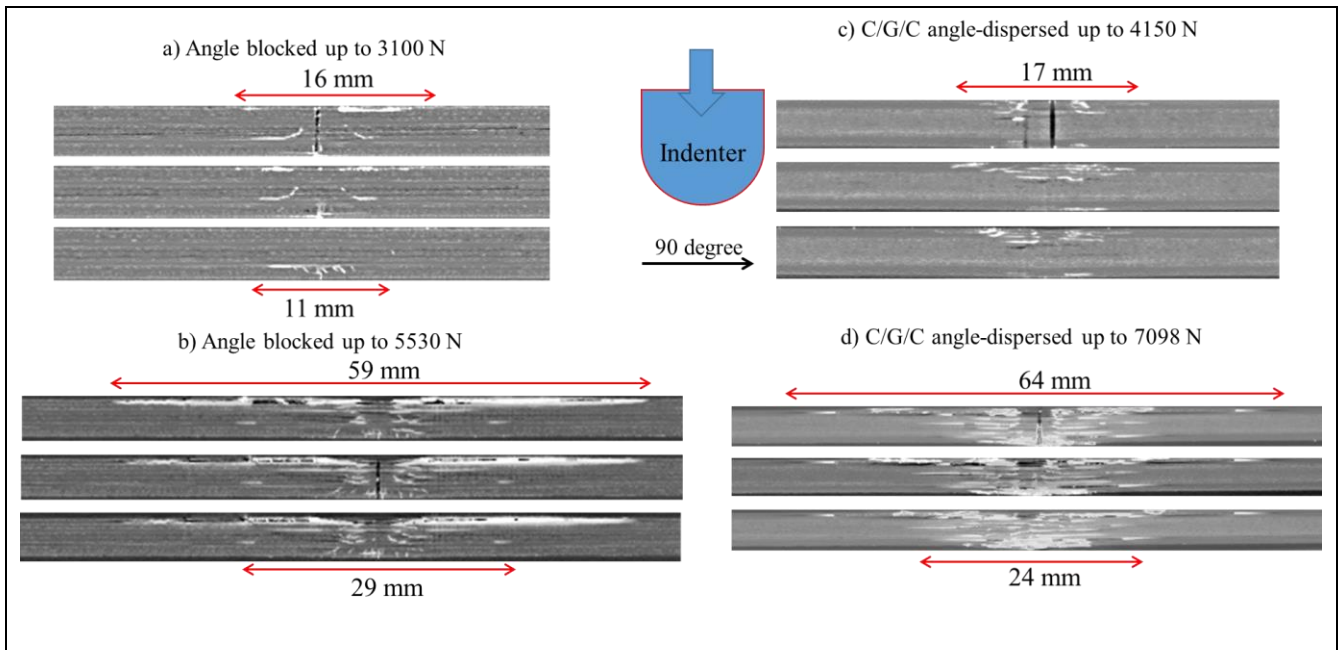 a) Angle blocked up to 3100 N
16 mm
11 mm
b) Angle blocked up to 5530 N
59 mm
29 mm
Indenter
90 degree
c) C/G/C angle-dispersed up to 4150 N
17 mm
d) C/G/C angle-dispersed up to 7098 N
64 mm
24 mm